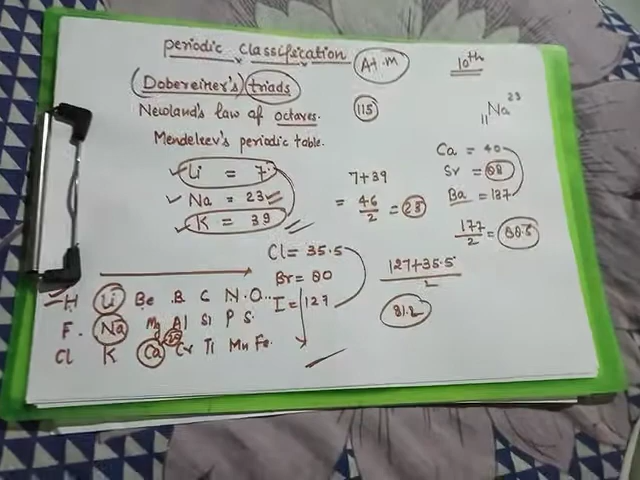 periodic classification At.M 10th
(Dobereiner's) triads
Newland's law of octaves. 115
Mendeleev's periodic table.
11Na23
Li = 7
Na = 23
K = 39
7+39
= 46/2 = 23
Ca = 40
Sr = 88
Ba = 137
177/2 = 88.5
Cl = 35.5
Br = 80
I = 127
127+35.5/2
81.2
H Li Be B C N O..
F. Na Mg Al Si P S.
Cl K Ca Cr Ti Mn Fe.